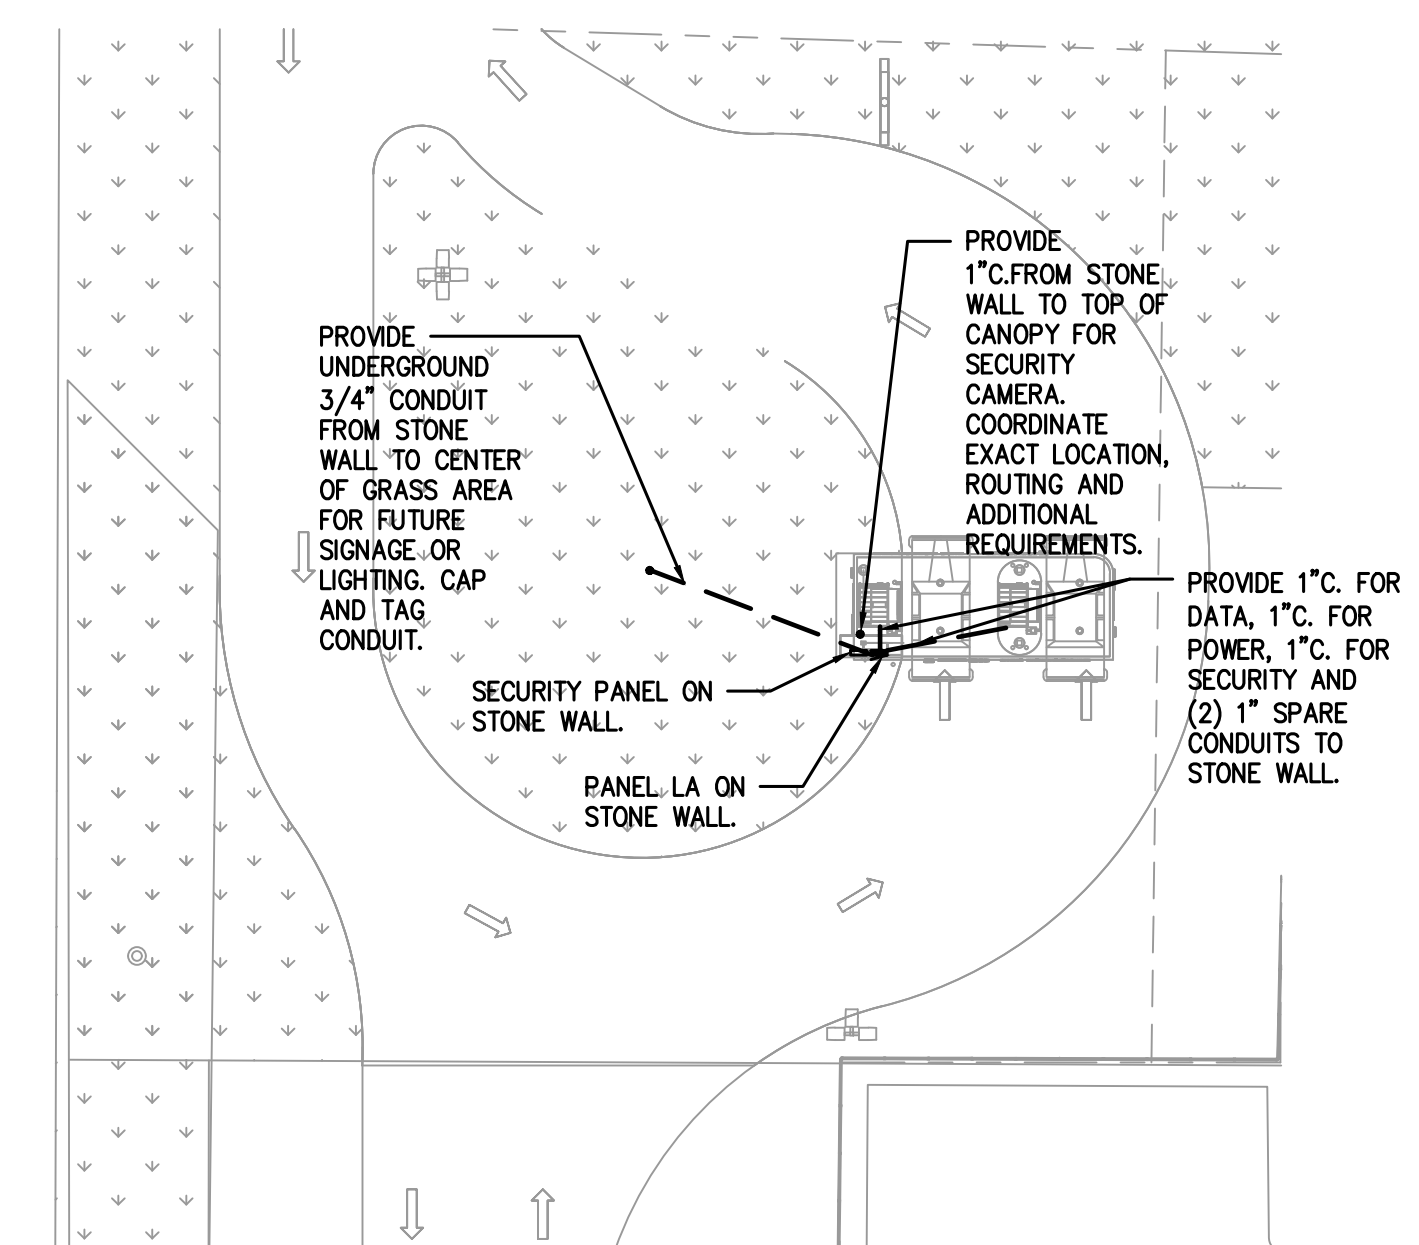 PROVIDE
1"C.FROM STONE
WALL TO TOP OF
CANOPY FOR
SECURITY
CAMERA.
COORDINATE
EXACT LOCATION,
ROUTING AND
ADDITIONAL
REQUIREMENTS.
PROVIDE
UNDERGROUND
3/4" CONDUIT
FROM STONE
WALL TO CENTER
OF GRASS AREA
FOR FUTURE
SIGNAGE OR
LIGHTING. CAP
AND TAG
CONDUIT.
PROVIDE 1"C. FOR
DATA, 1"C. FOR
POWER, 1"C. FOR
SECURITY AND
(2) 1" SPARE
CONDUITS TO
STONE WALL.
SECURITY PANEL ON
STONE WALL.
PANEL LA ON
STONE WALL.